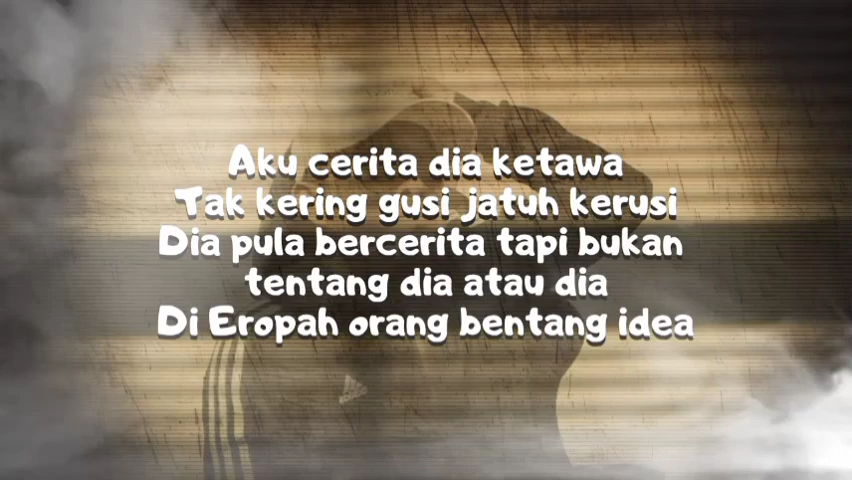 Aku cerita dia ketawa
Tak kering gusi jatuh kerusi
Dia pula bercerita tapi bukan
tentang dia atau dia
Di Eropah orang bentang idea